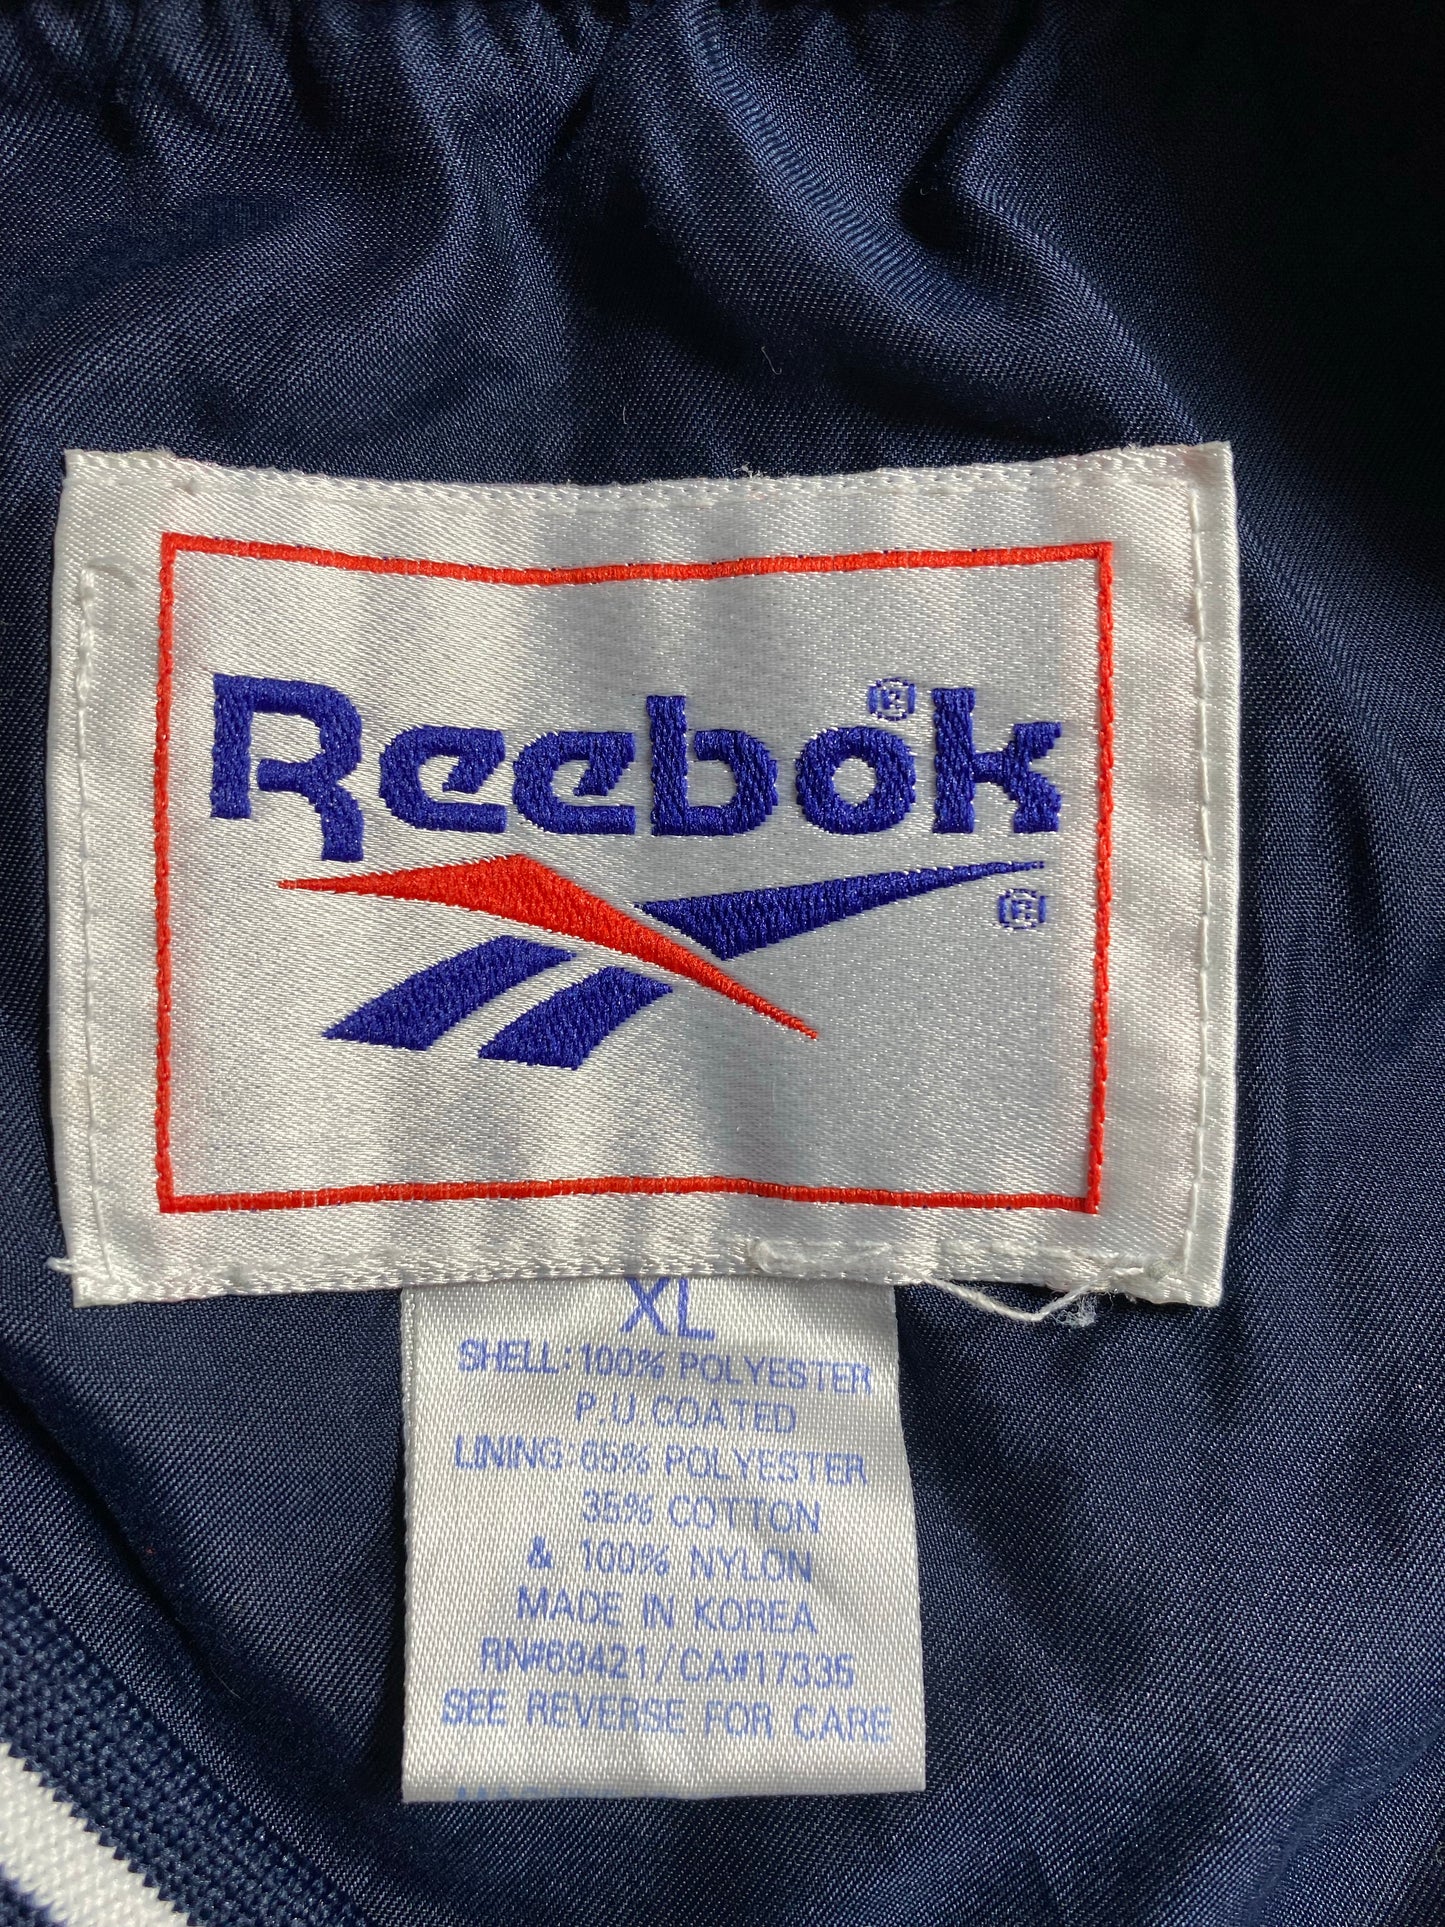 Reebok®
®
XL
SHELL:100% POLYESTER
P.U.COATED
LINING:65% POLYESTER
35% COTTON
& 100% NYLON
MADE IN KOREA
RN#69421/CA#17335
SEE REVERSE FOR CARE